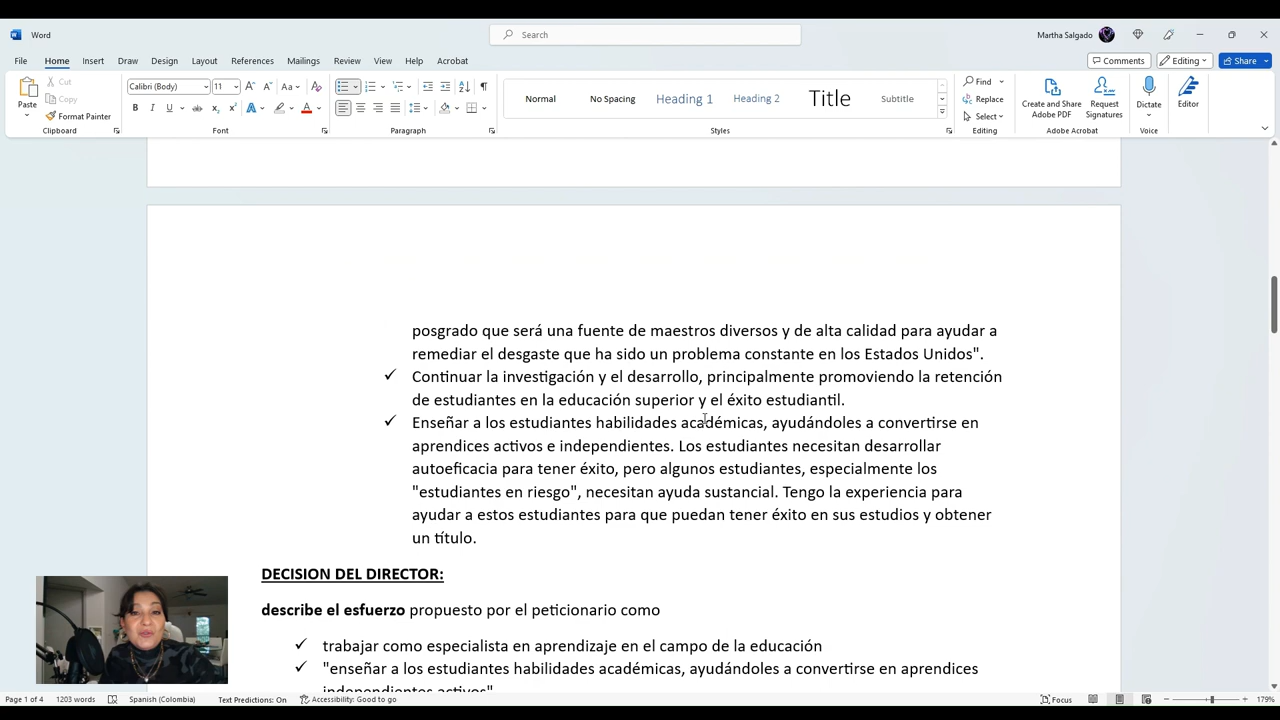 Word
Search
Martha Salgado
File Home Insert Draw Design Layout References Mailings Review View Help Acrobat
Comments Editing Share
Paste
Cut
Copy
Format Painter
Clipboard
Calibri (Body) 11
Font
Paragraph
Normal No Spacing Heading 1 Heading 2 Title Subtitle
Styles
Find
Replace
Select
Editing
Create and Share
Adobe PDF
Request
Signatures
Adobe Acrobat
Dictate
Voice
Editor
Editor
posgrado que será una fuente de maestros diversos y de alta calidad para ayudar a
remediar el desgaste que ha sido un problema constante en los Estados Unidos".
✓ Continuar la investigación y el desarrollo, principalmente promoviendo la retención
de estudiantes en la educación superior y el éxito estudiantil.
✓ Enseñar a los estudiantes habilidades académicas, ayudándoles a convertirse en
aprendices activos e independientes. Los estudiantes necesitan desarrollar
autoeficacia para tener éxito, pero algunos estudiantes, especialmente los
"estudiantes en riesgo", necesitan ayuda sustancial. Tengo la experiencia para
ayudar a estos estudiantes para que puedan tener éxito en sus estudios y obtener
un título.
DECISION DEL DIRECTOR:
describe el esfuerzo propuesto por el peticionario como
✓ trabajar como especialista en aprendizaje en el campo de la educación
✓ "enseñar a los estudiantes habilidades académicas, ayudándoles a convertirse en aprendices
independientes activos"
Page 1 of 4 1203 words Spanish (Colombia) Text Predictions: On Accessibility: Good to go Focus 179%